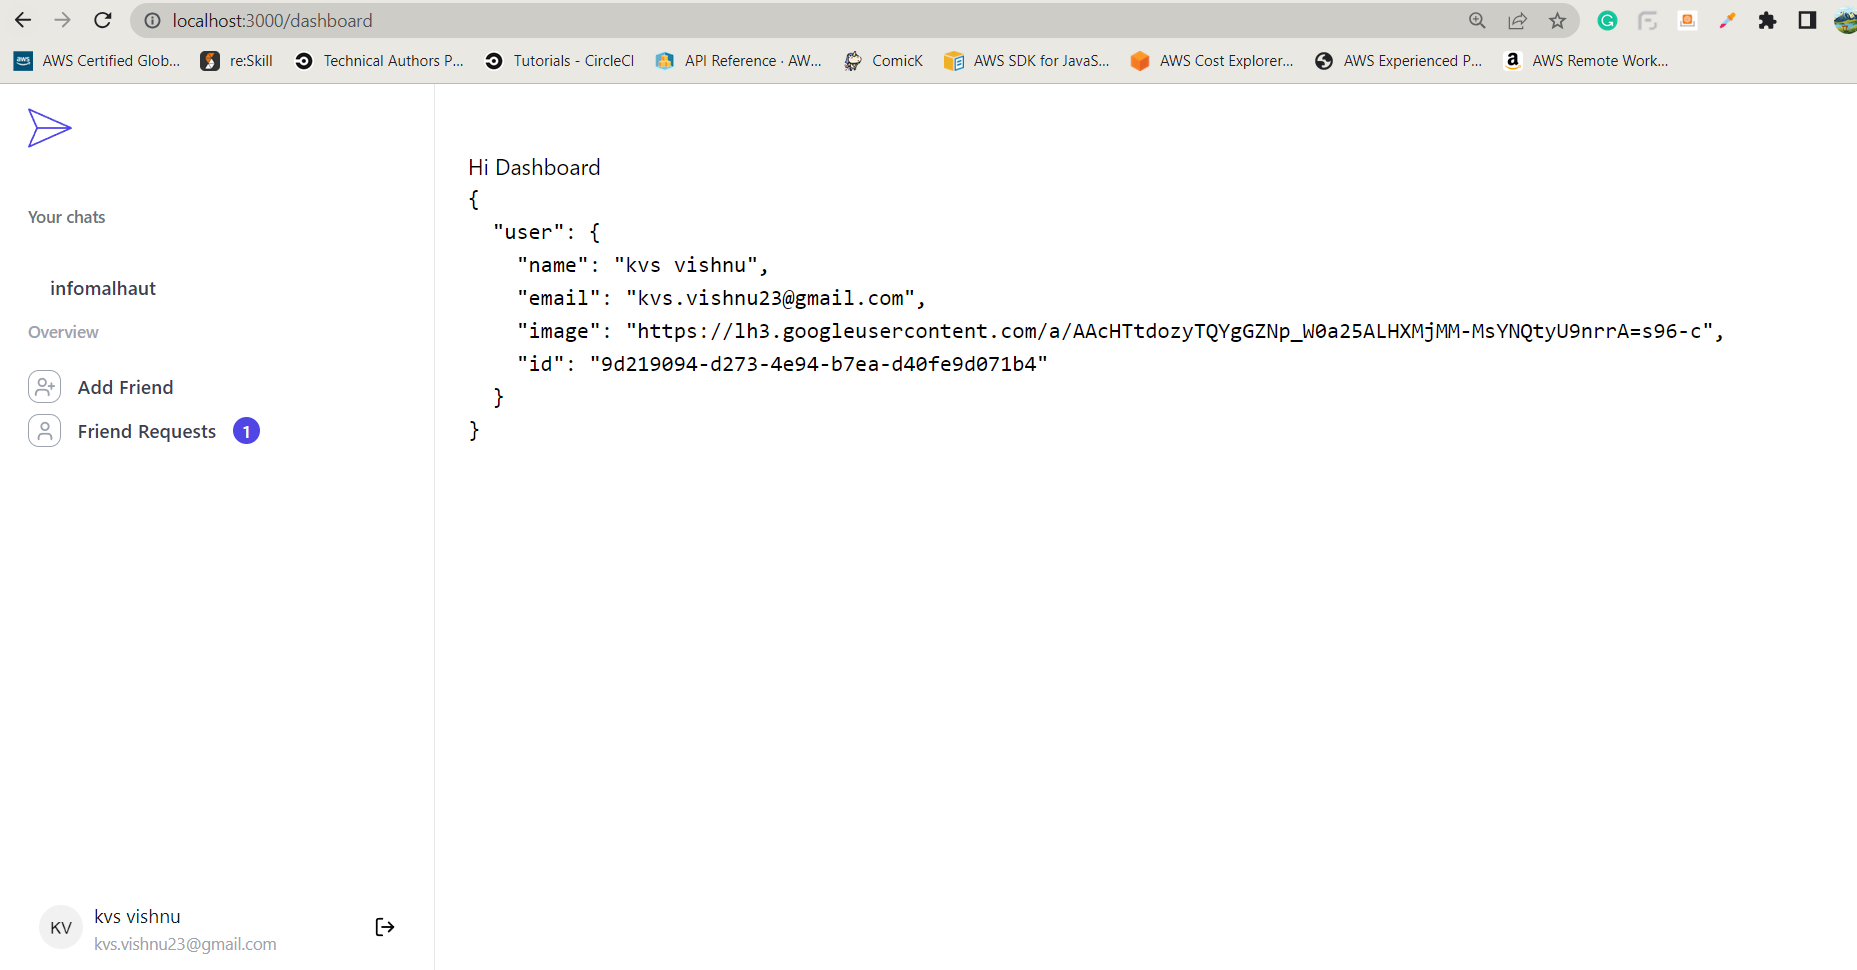 localhost:3000/dashboard
AWS Certified Glob... re:Skill Technical Authors P... Tutorials - CircleCI API Reference · AW... ComicK AWS SDK for JavaS... AWS Cost Explorer... AWS Experienced P... AWS Remote Work...
Your chats
infomalhaut
Overview
Add Friend
Friend Requests 1
KV kvs vishnu
kvs.vishnu23@gmail.com
Hi Dashboard
{
  "user": {
    "name": "kvs vishnu",
    "email": "kvs.vishnu23@gmail.com",
    "image": "https://lh3.googleusercontent.com/a/AAcHTtdozyTQYgGZNp_W0a25ALHXMjMM-MsYNQtyU9nrrA=s96-c",
    "id": "9d219094-d273-4e94-b7ea-d40fe9d071b4"
  }
}